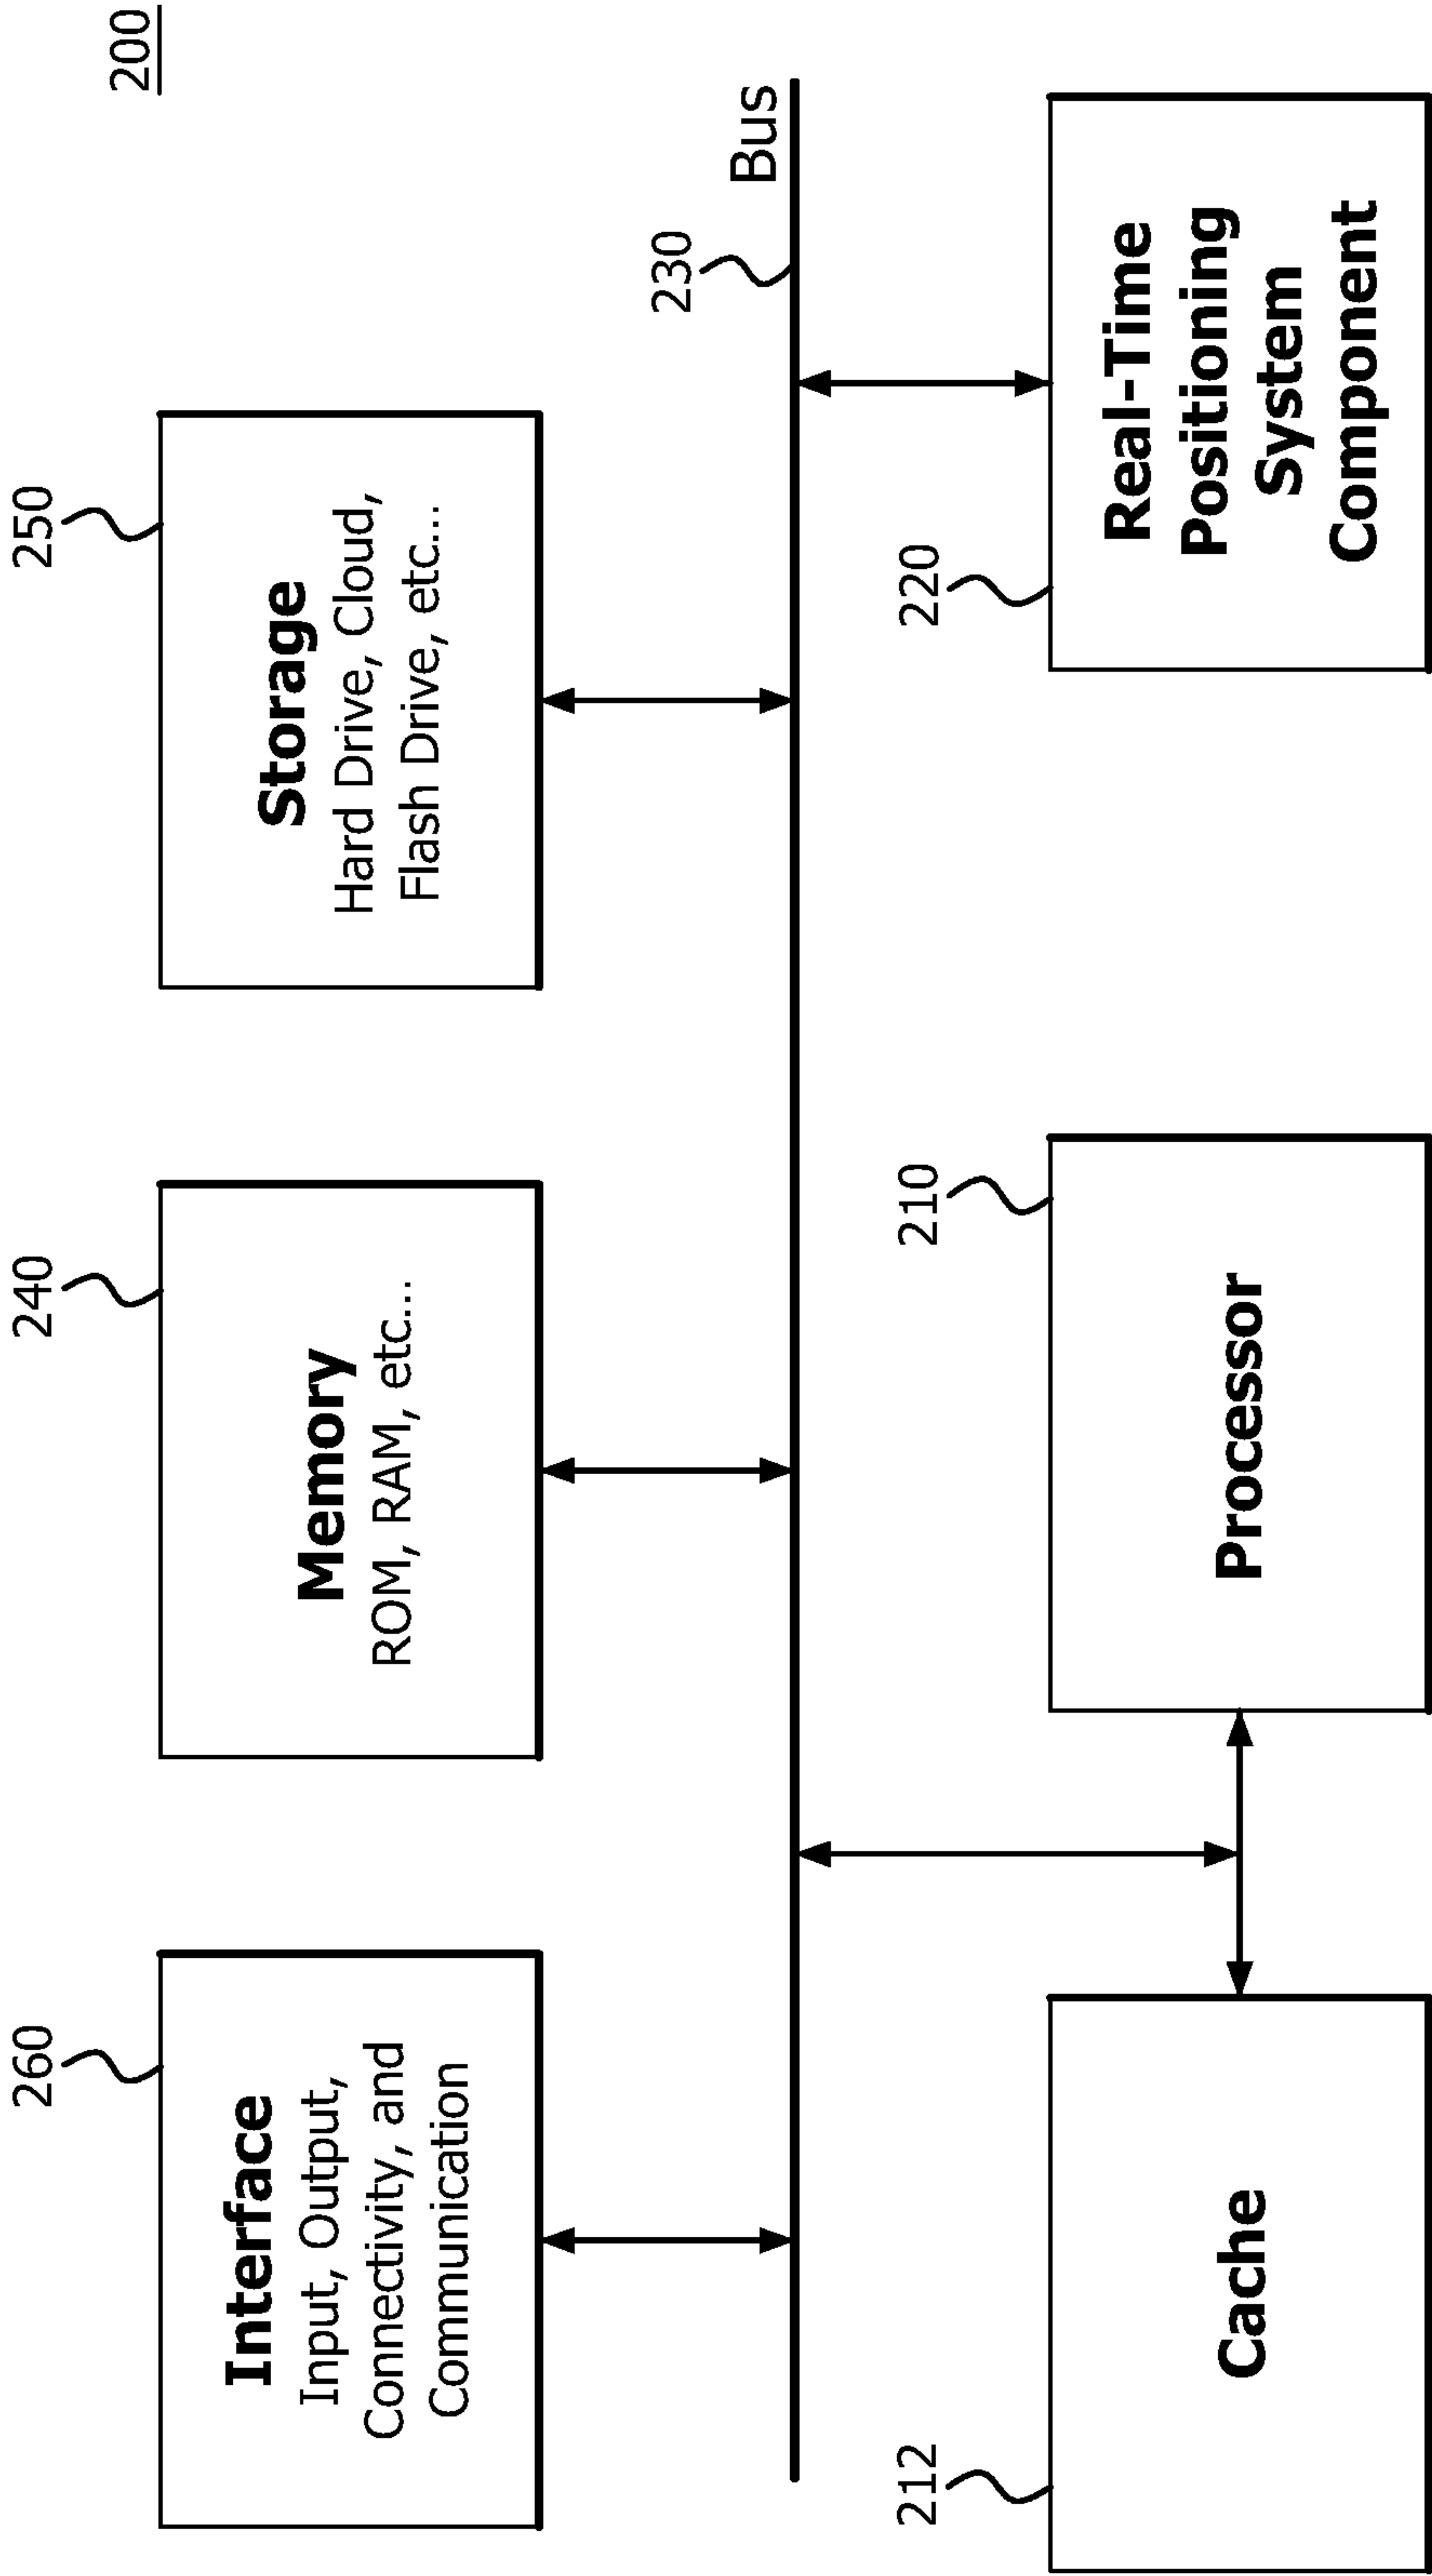 200
260
Interface
Input, Output,
Connectivity, and
Communication
240
Memory
ROM, RAM, etc...
250
Storage
Hard Drive, Cloud,
Flash Drive, etc...
230
Bus
212
Cache
210
Processor
220
Real-Time
Positioning
System
Component